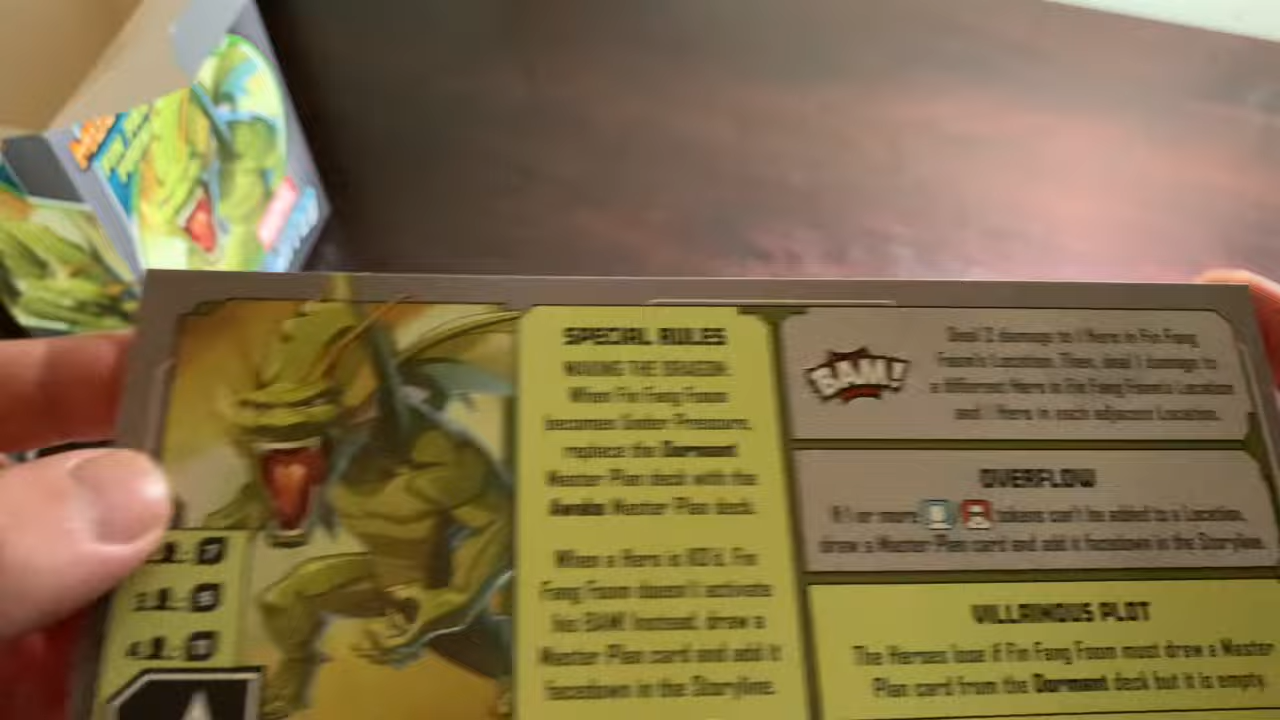 SPECIAL RULES
WAKING THE DRAGON:
When Fin Fang Foom
becomes Under Pressure,
replace the Dormant
Master Plan deck with the
Awake Master Plan deck.
When a Hero is KO'd, Fin
Fang Foom doesn't activate
his BAM! Instead, draw a
Master Plan card and add it
facedown in the Storyline.
BAM!
Deal 2 damage to 1 Hero in Fin Fang
Foom's Location. Then, deal 1 damage to
a different Hero in Fin Fang Foom's Location
and 1 Hero in each adjacent Location.
OVERFLOW
If 1 or more tokens can't be added to a Location,
draw a Master Plan card and add it facedown in the Storyline.
VILLAINOUS PLOT
The Heroes lose if Fin Fang Foom must draw a Master
Plan card from the Dormant deck but it is empty.